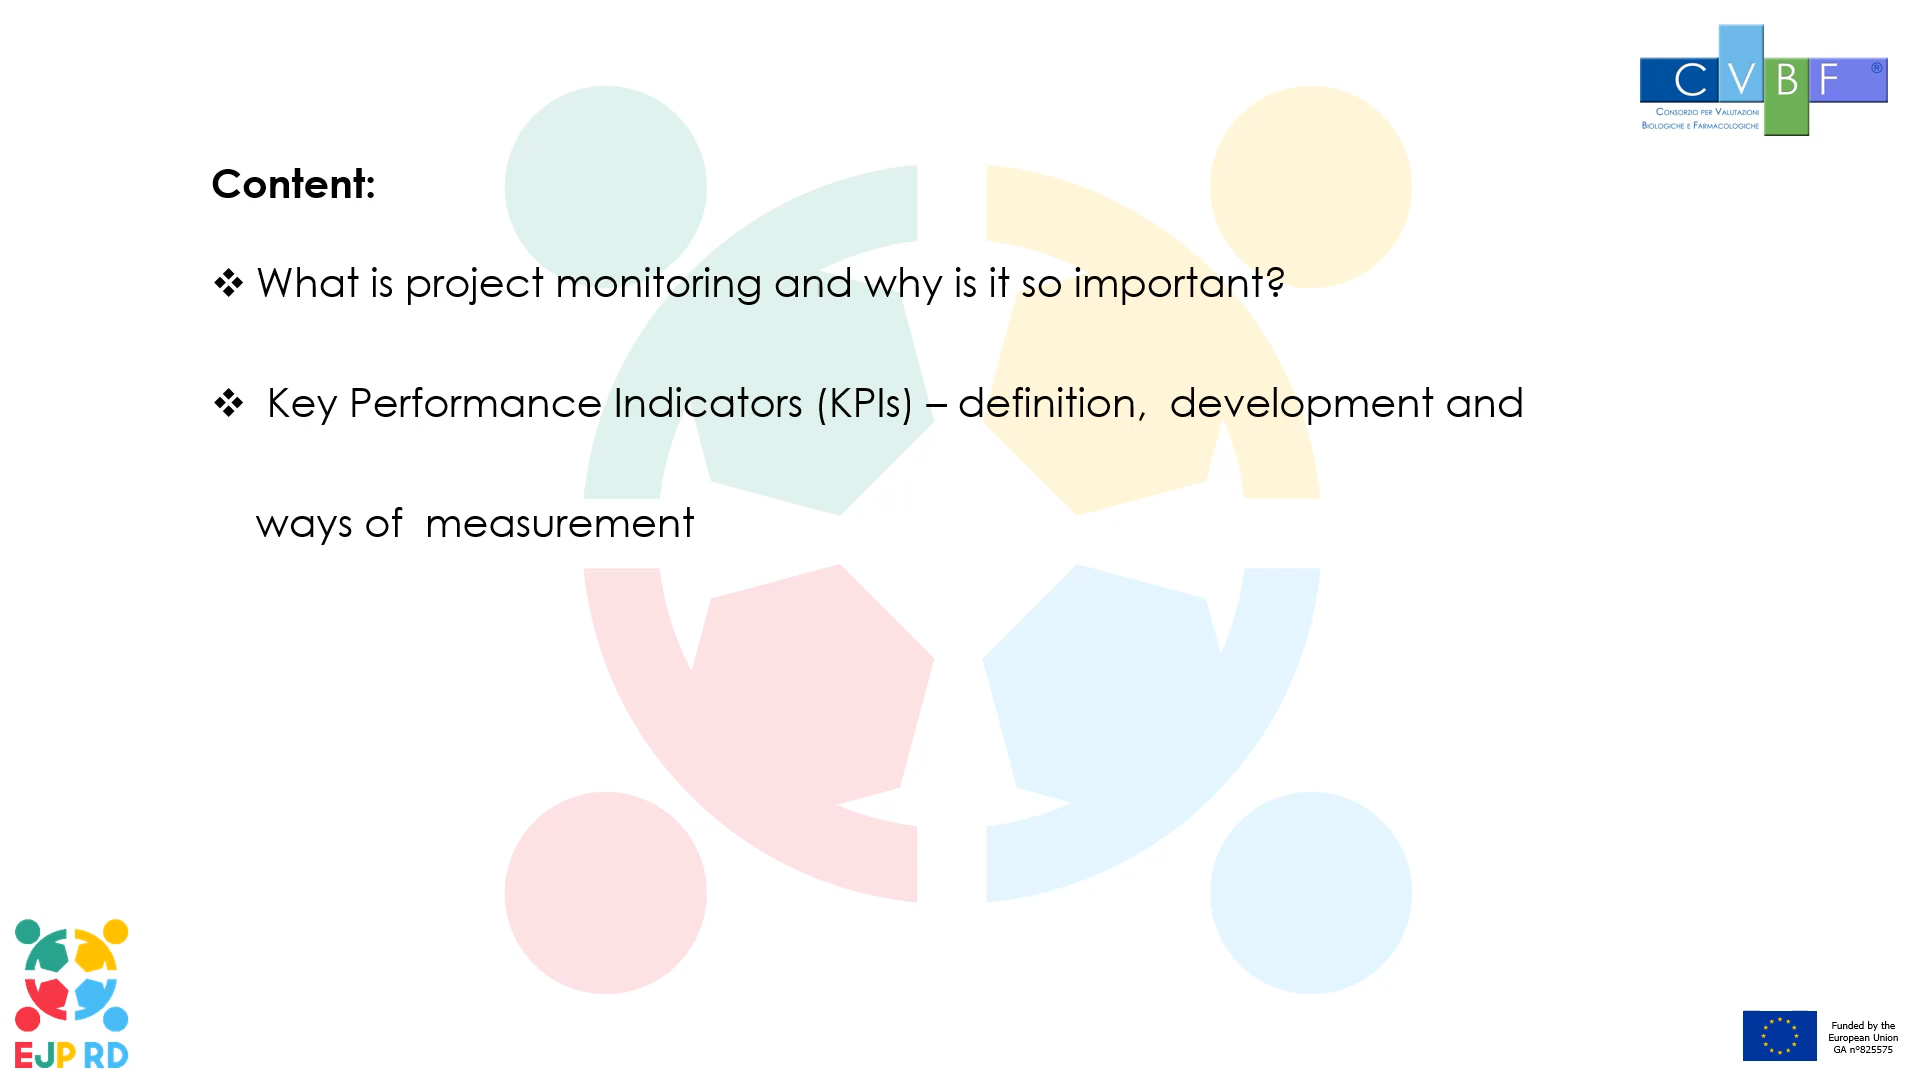 C V B F ®
CONSORZIO PER VALUTAZIONI
BIOLOGICHE E FARMACOLOGICHE
Content:
❖ What is project monitoring and why is it so important?
❖ Key Performance Indicators (KPIs) – definition, development and
ways of measurement
EJP RD
Funded by the
European Union
GA n°825575